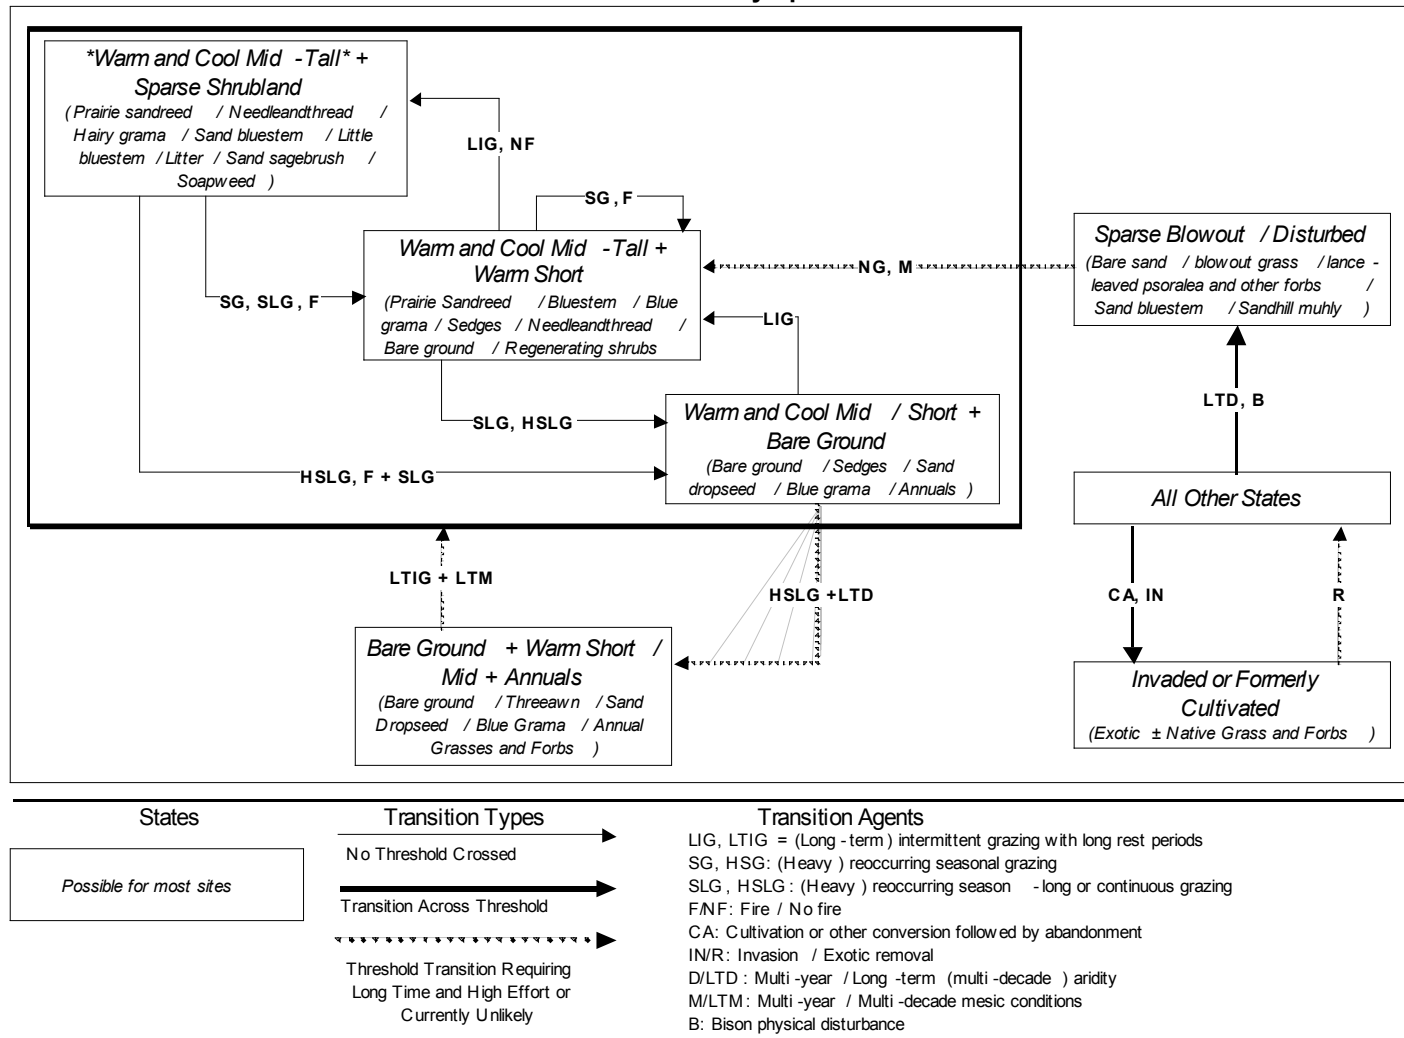 *Warm and Cool Mid -Tall* +
Sparse Shrubland
(Prairie sandreed / Needleandthread /
Hairy grama / Sand bluestem / Little
bluestem / Litter / Sand sagebrush /
Soapweed )
LIG, NF
SG, F
Warm and Cool Mid -Tall +
Warm Short
(Prairie Sandreed / Bluestem / Blue
grama / Sedges / Needleandthread /
Bare ground / Regenerating shrubs
SG, SLG, F
NG, M
Sparse Blowout / Disturbed
(Bare sand / blowout grass / lance -
leaved psoralea and other forbs /
Sand bluestem / Sandhill muhly )
LIG
SLG, HSLG
Warm and Cool Mid / Short +
Bare Ground
(Bare ground / Sedges / Sand
dropseed / Blue grama / Annuals )
HSLG, F + SLG
LTD, B
All Other States
LTIG + LTM
HSLG +LTD
CA, IN
R
Bare Ground + Warm Short /
Mid + Annuals
(Bare ground / Threeawn / Sand
Dropseed / Blue Grama / Annual
Grasses and Forbs )
Invaded or Formerly
Cultivated
(Exotic ± Native Grass and Forbs )
States
Possible for most sites
Transition Types
No Threshold Crossed
Transition Across Threshold
Threshold Transition Requiring
Long Time and High Effort or
Currently Unlikely
Transition Agents
LIG, LTIG = (Long -term ) intermittent grazing with long rest periods
SG, HSG: (Heavy ) reoccurring seasonal grazing
SLG, HSLG: (Heavy ) reoccurring season -long or continuous grazing
F/NF: Fire / No fire
CA: Cultivation or other conversion followed by abandonment
IN/R: Invasion / Exotic removal
D/LTD: Multi -year / Long -term (multi -decade ) aridity
M/LTM: Multi -year / Multi -decade mesic conditions
B: Bison physical disturbance